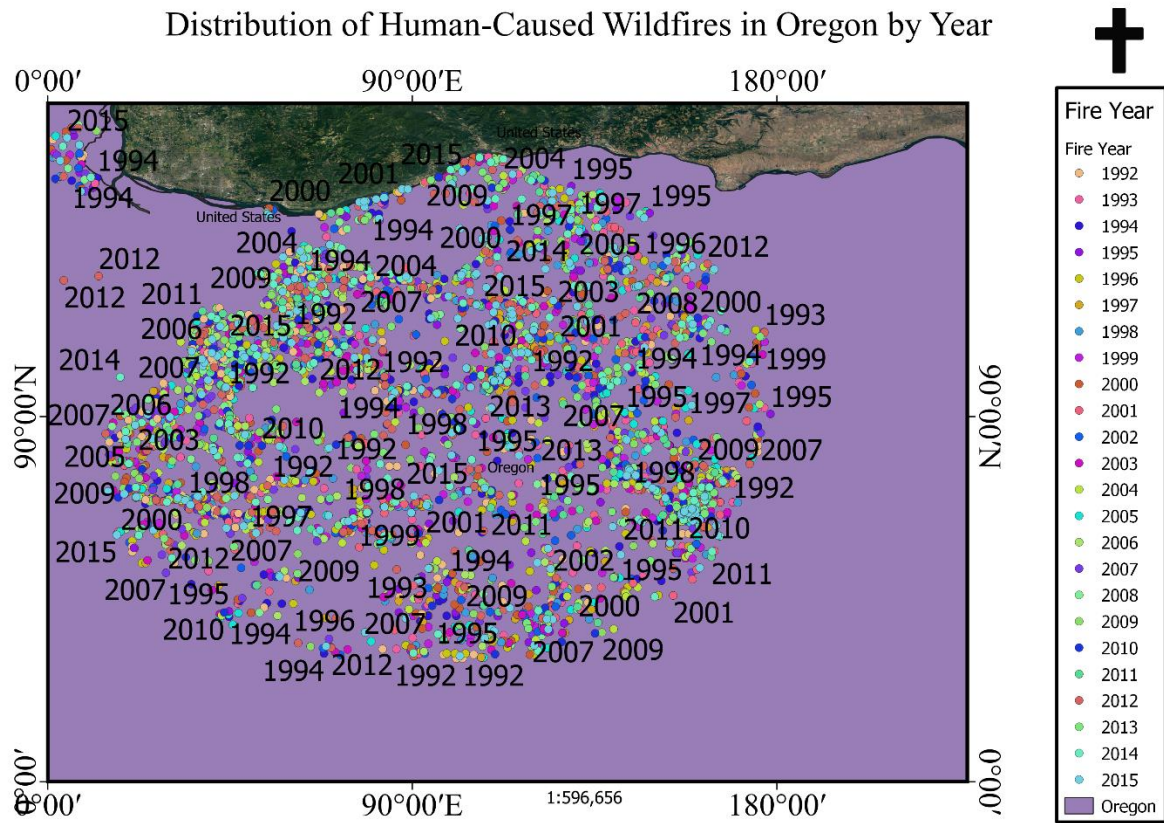 Distribution of Human-Caused Wildfires in Oregon by Year
0°00′ 90°00′E 180°00′
2015
United States
1994
2001 2015 2004 1995
1994 2000 2009 1995
United States 1997 1997
1994
2004 2000 2014 2005 1996 2012
2012 2009 1994 2004
2012 2011 2007 2015 2003 2008 2000
2006 2015 1992 2010 2001 1993
2014 2007 1992 2012 1992 1992 1994 1994 1999
2007 2006 1994 2013 1995 1997 1995
90°00′N 90°00′N
2003 2010 1998 2007
2005 1992 1995 2013 2009 2007
2009 1998 1992 2015 Oregon 1998
1998 1995 1992
2000 1997 1999 2001 2011 2011 2010
2015 2012 2007 1994 2002
2007 1995 2009 1993 2009 1995 2011
2010 1994 1996 2007 1995 2000 2001
1994 2012 1992 1992 2007 2009
0°00′ 0°00′
0°00′ 90°00′E 1:596,656 180°00′
Fire Year
Fire Year
1992
1993
1994
1995
1996
1997
1998
1999
2000
2001
2002
2003
2004
2005
2006
2007
2008
2009
2010
2011
2012
2013
2014
2015
Oregon